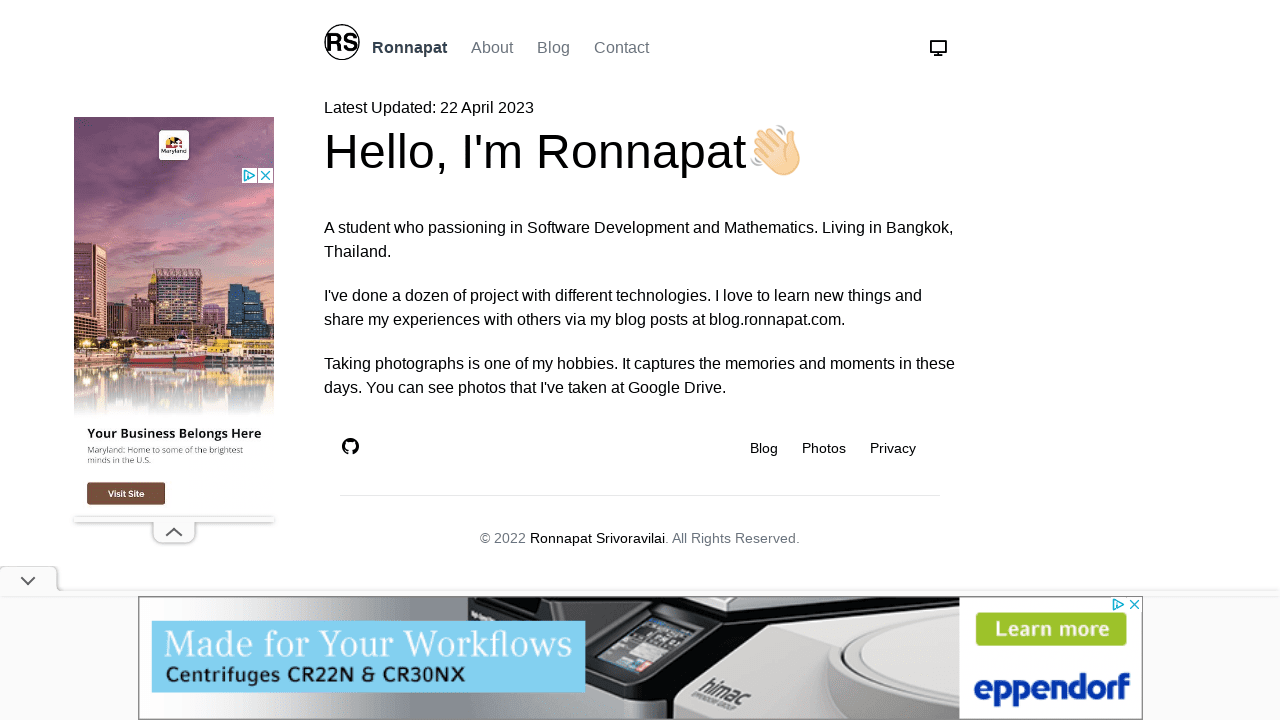 RS Ronnapat About Blog Contact
Latest Updated: 22 April 2023
Hello, I'm Ronnapat
A student who passioning in Software Development and Mathematics. Living in Bangkok,
Thailand.
I've done a dozen of project with different technologies. I love to learn new things and
share my experiences with others via my blog posts at blog.ronnapat.com.
Taking photographs is one of my hobbies. It captures the memories and moments in these
days. You can see photos that I've taken at Google Drive.
Blog Photos Privacy
© 2022 Ronnapat Srivoravilai. All Rights Reserved.
Maryland
Your Business Belongs Here
Maryland: Home to some of the brightest
minds in the U.S.
Visit Site
Made for Your Workflows
Centrifuges CR22N & CR30NX
himac
Learn more
eppendorf